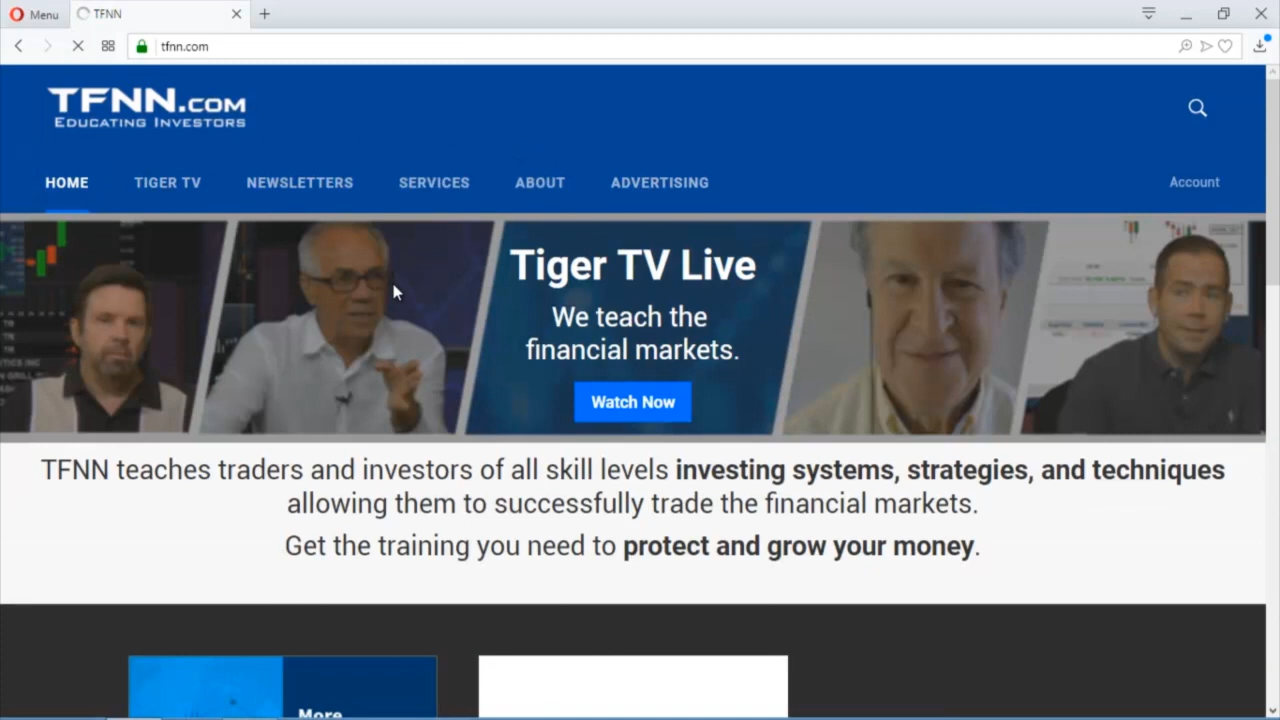 Menu
TFNN
tfnn.com
TFNN.COM
EDUCATING INVESTORS
HOME
TIGER TV
NEWSLETTERS
SERVICES
ABOUT
ADVERTISING
Account
Tiger TV Live
We teach the
financial markets.
Watch Now
TFNN teaches traders and investors of all skill levels investing systems, strategies, and techniques
allowing them to successfully trade the financial markets.
Get the training you need to protect and grow your money.
More